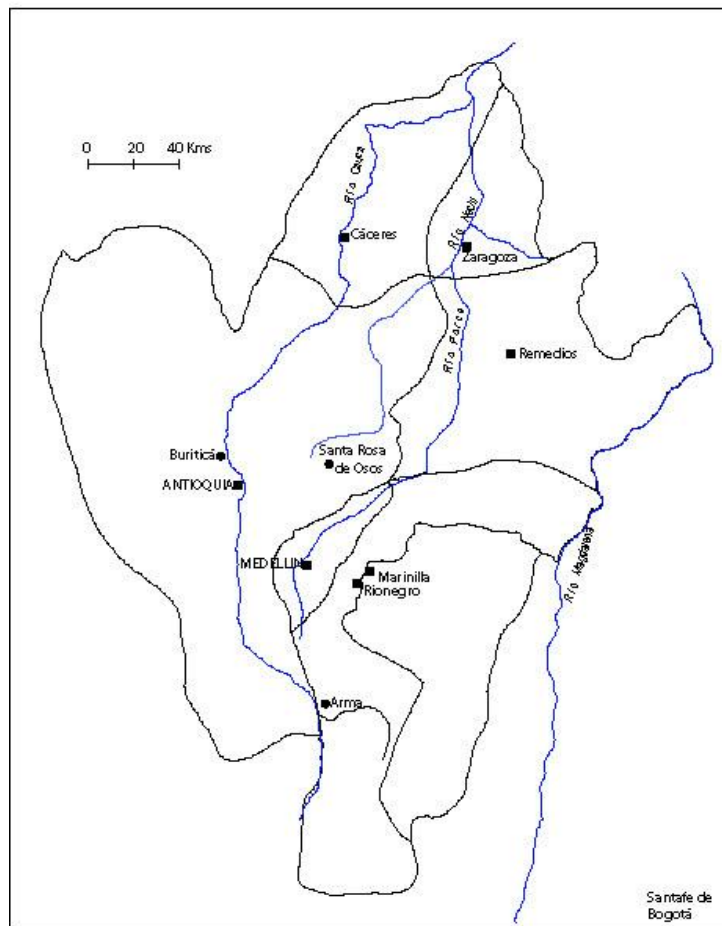 0 20 40 Kms
Río Cauca
Cáceres
Río Nechí
Zaragoza
Río Porce
Remedios
Buriticá
Santa Rosa
de Osos
ANTIOQUIA
MEDELLIN
Marinilla
Rionegro
Río Magdalena
Arma
Santafe de
Bogotá